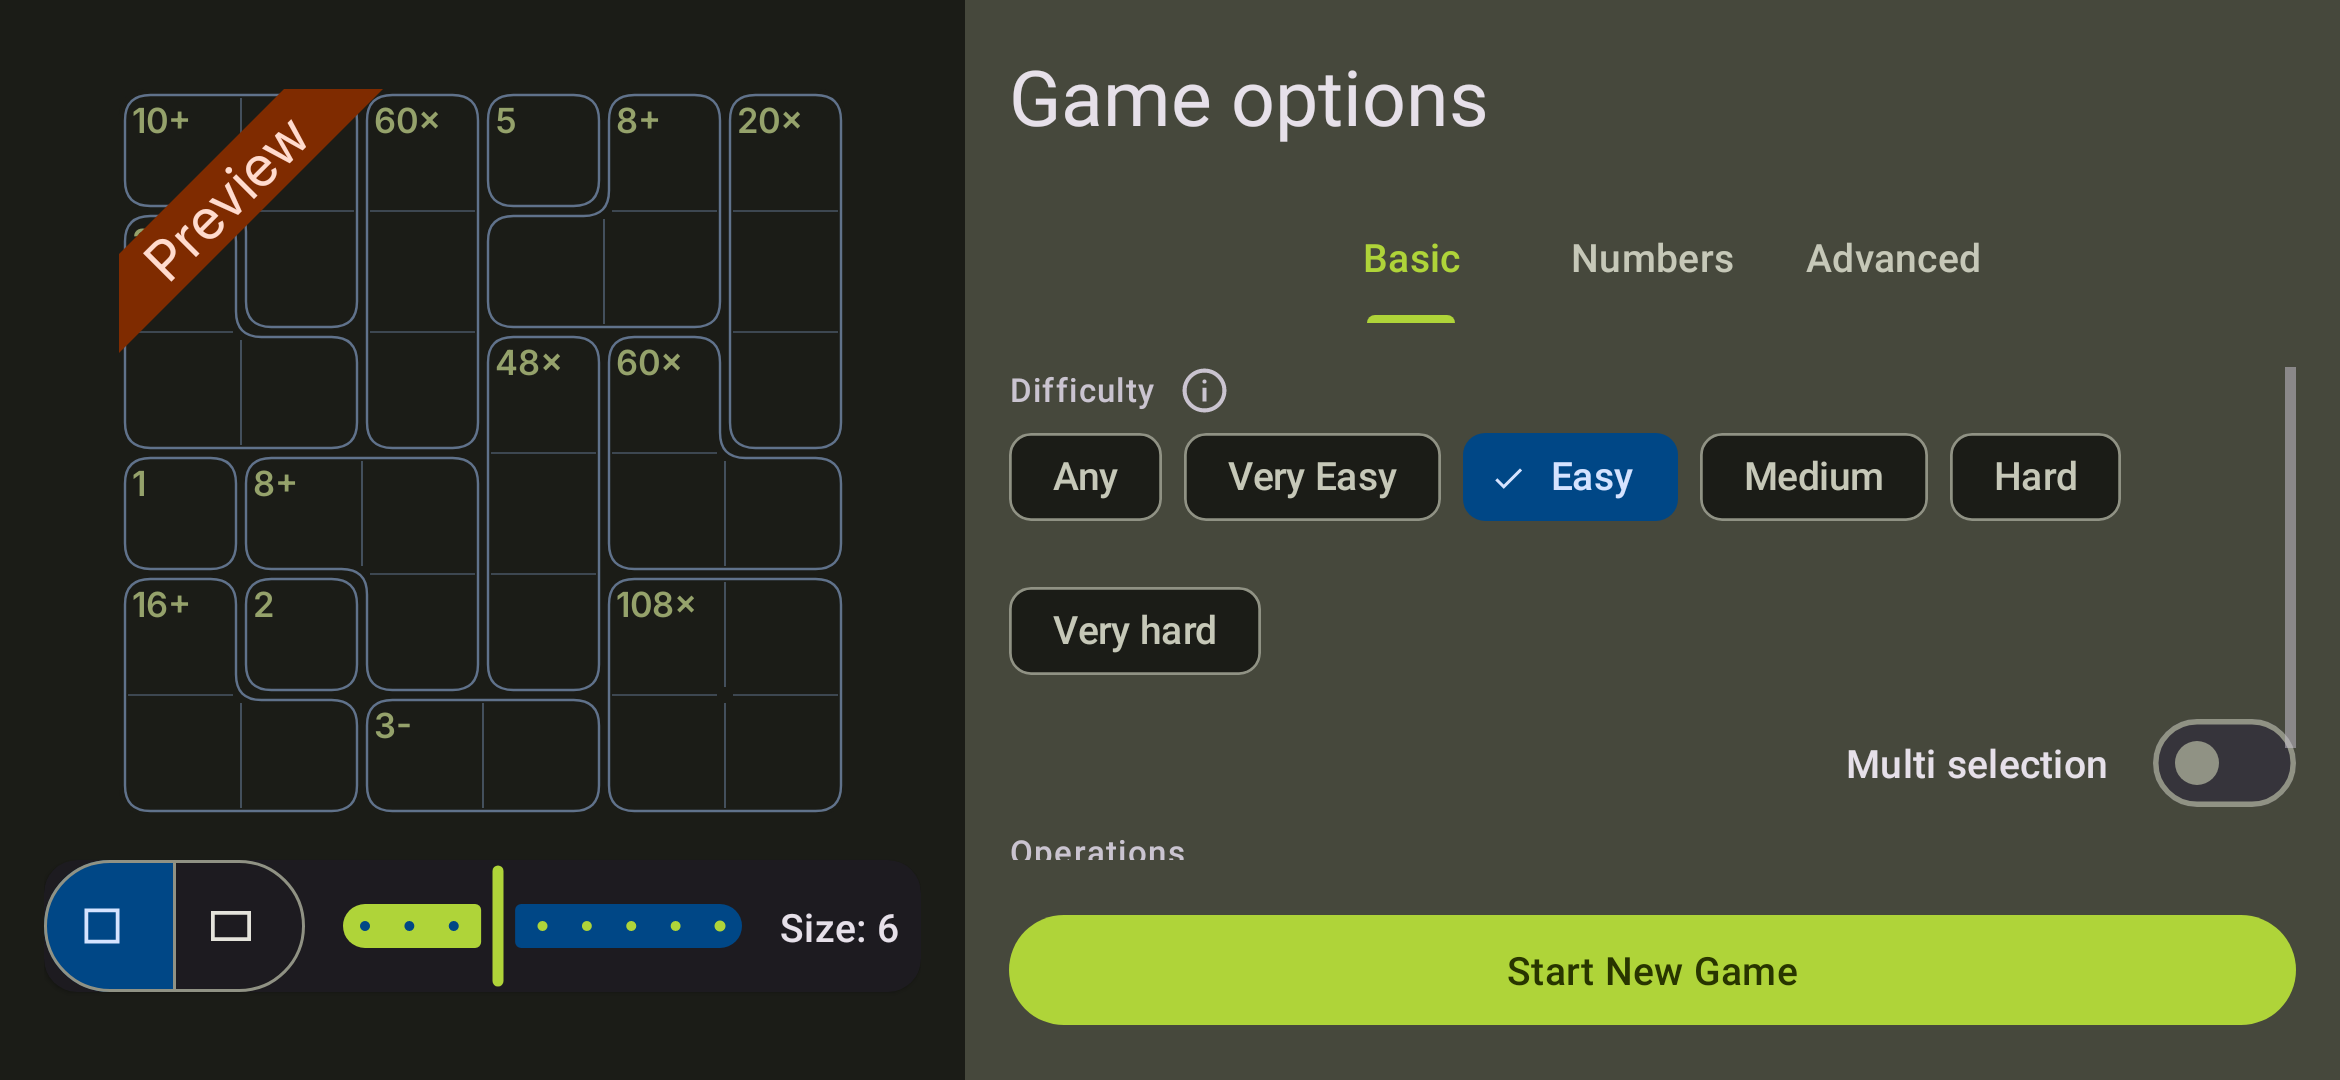 10+ 60× 5 8+ 20×
Preview
48× 60×
1 8+
16+ 2 108×
3-
Size: 6
Game options
Basic Numbers Advanced
Difficulty
Any Very Easy Easy Medium Hard
Very hard
Multi selection
Operations
Start New Game